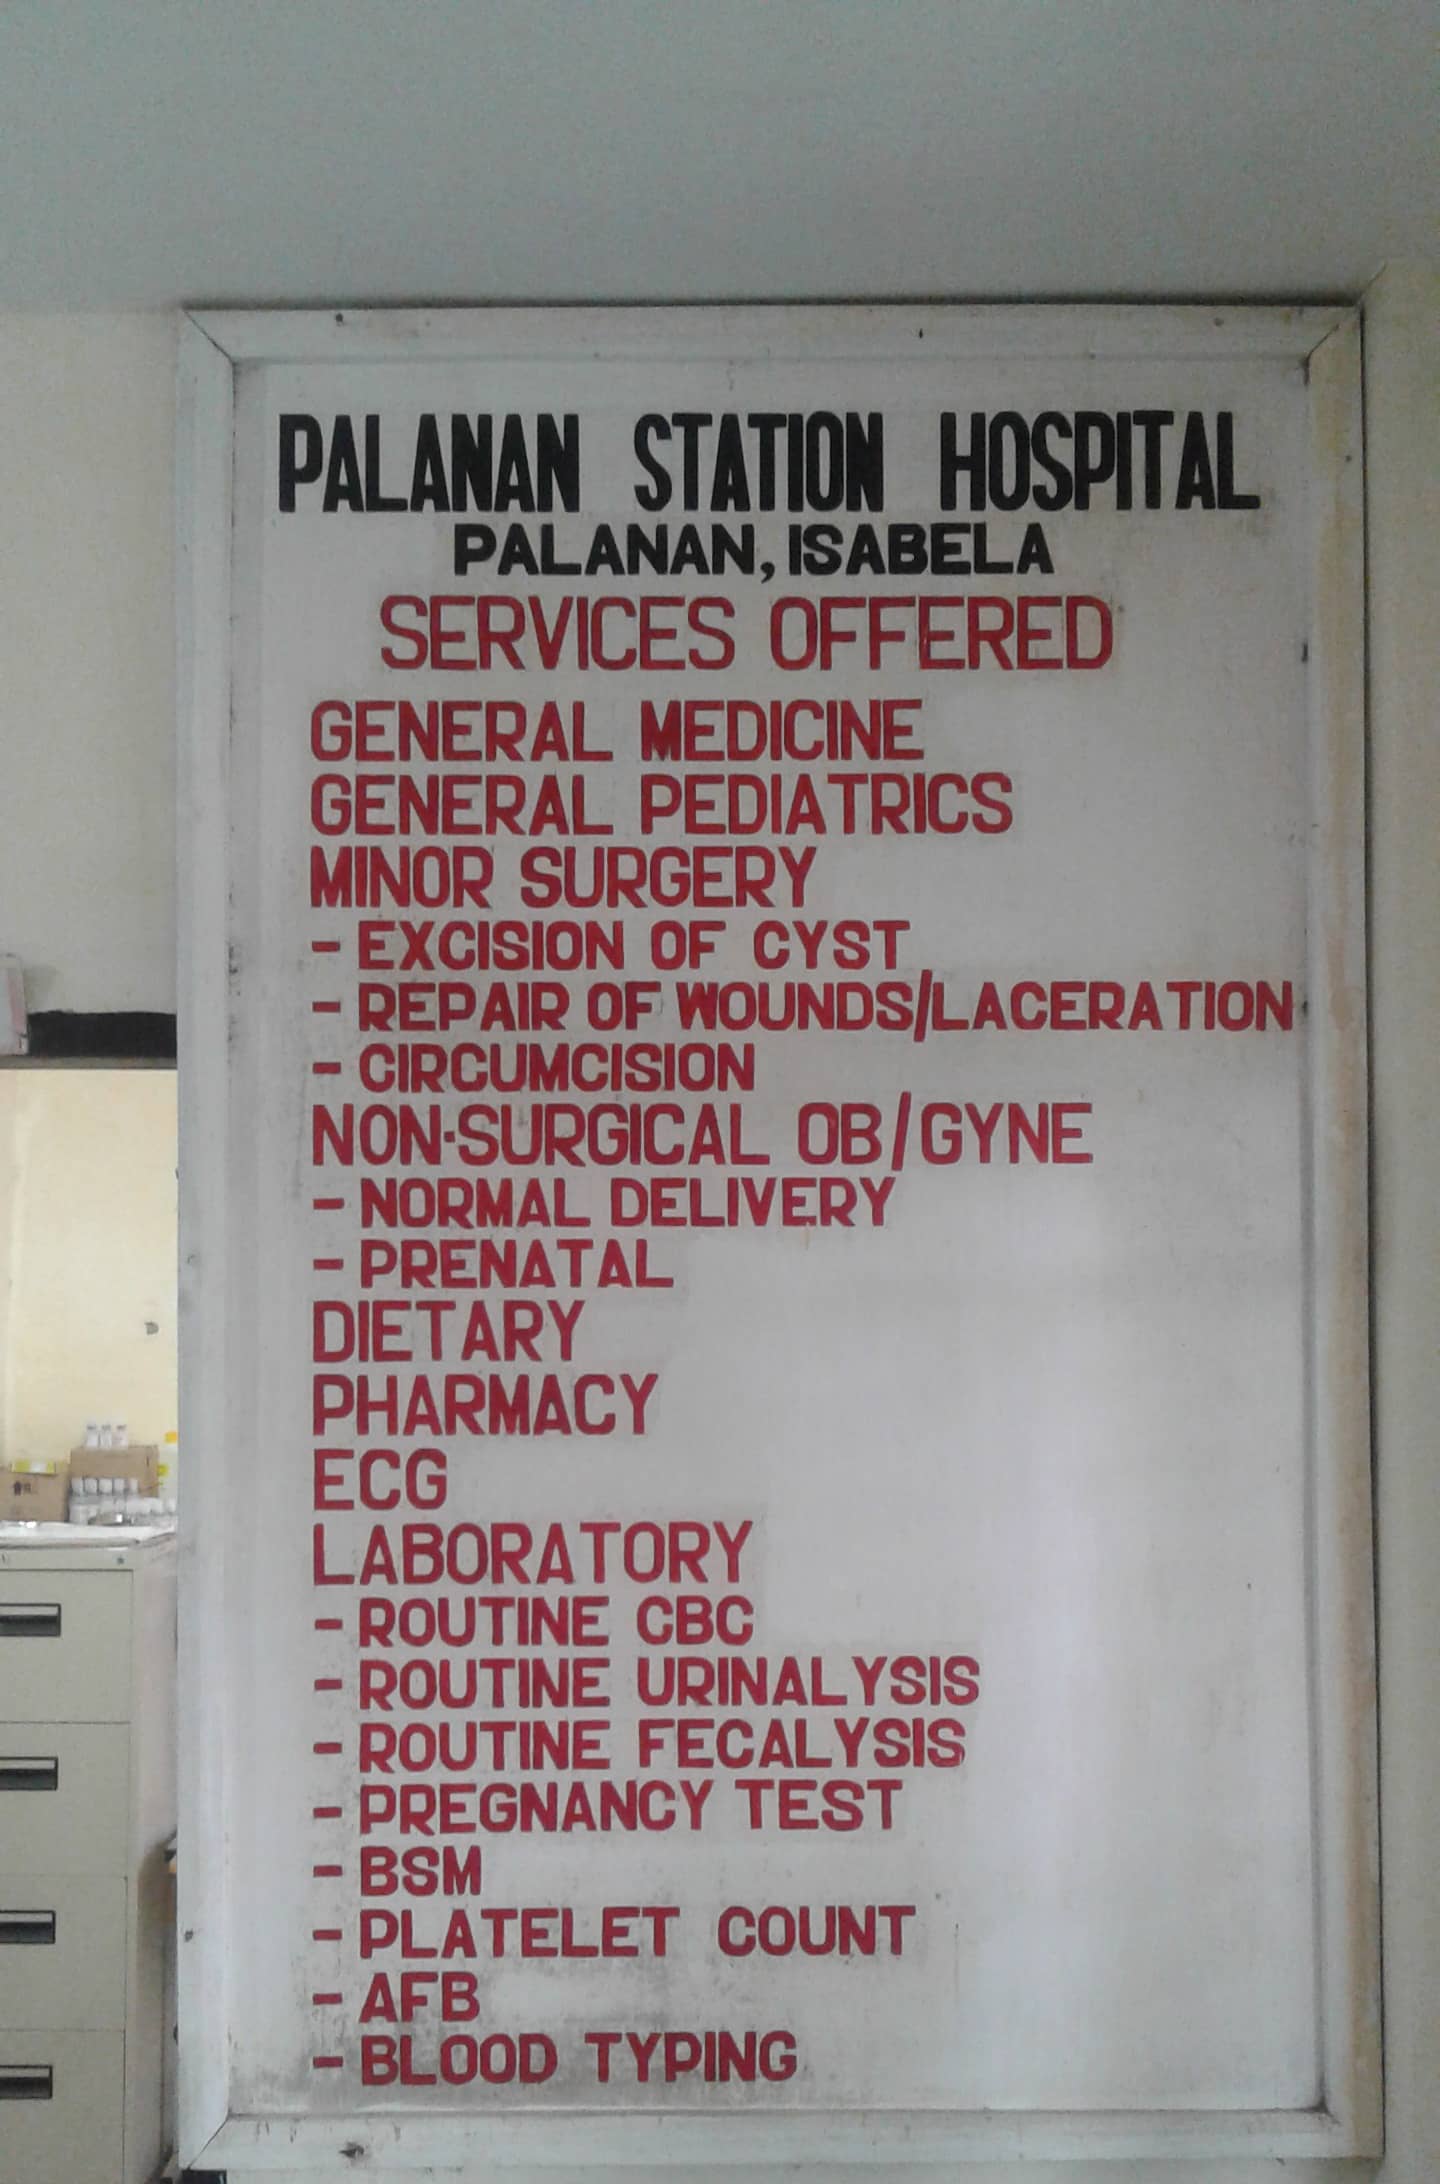 PALANAN STATION HOSPITAL
PALANAN, ISABELA
SERVICES OFFERED
GENERAL MEDICINE
GENERAL PEDIATRICS
MINOR SURGERY
- EXCISION OF CYST
- REPAIR OF WOUNDS/LACERATION
- CIRCUMCISION
NON-SURGICAL OB/GYNE
- NORMAL DELIVERY
- PRENATAL
DIETARY
PHARMACY
ECG
LABORATORY
- ROUTINE CBC
- ROUTINE URINALYSIS
- ROUTINE FECALYSIS
- PREGNANCY TEST
- BSM
- PLATELET COUNT
- AFB
- BLOOD TYPING